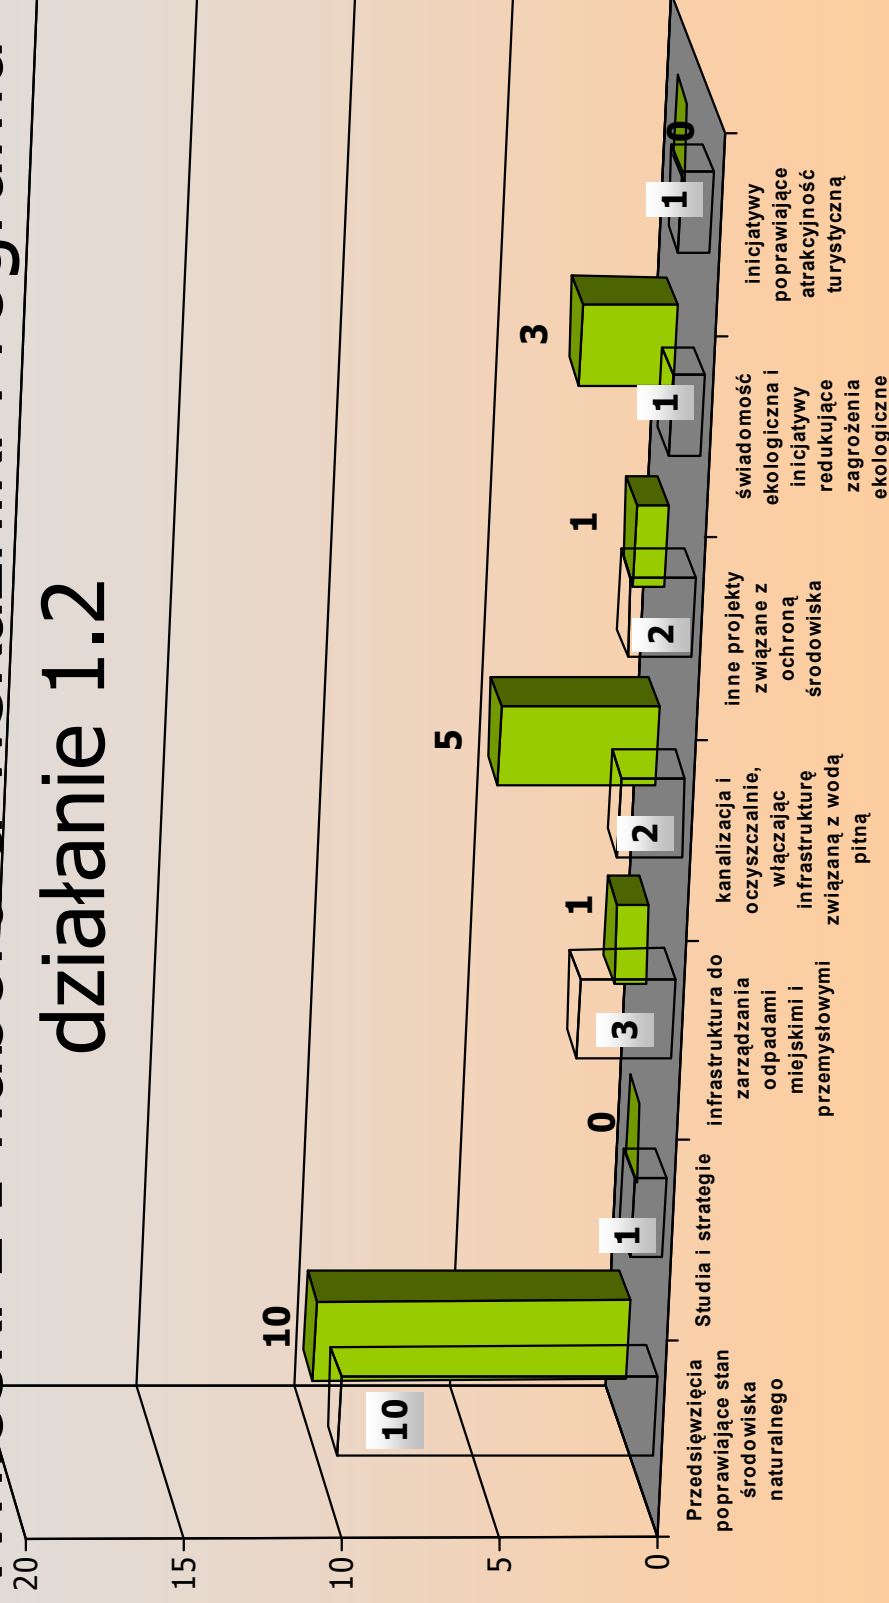 działanie 1.2
20
15
10
5
0
10
10
0
1
1
3
5
2
1
2
3
1
0
1
Przedsięwzięcia
poprawiające stan
środowiska
naturalnego
Studia i strategie
infrastruktura do
zarządzania
odpadami
miejskimi i
przemysłowymi
kanalizacja i
oczyszczalnie,
włączając
infrastrukturę
związaną z wodą
pitną
inne projekty
związane z
ochroną
środowiska
świadomość
ekologiczna i
inicjatywy
redukujące
zagrożenia
ekologiczne
inicjatywy
poprawiające
atrakcyjność
turystyczną